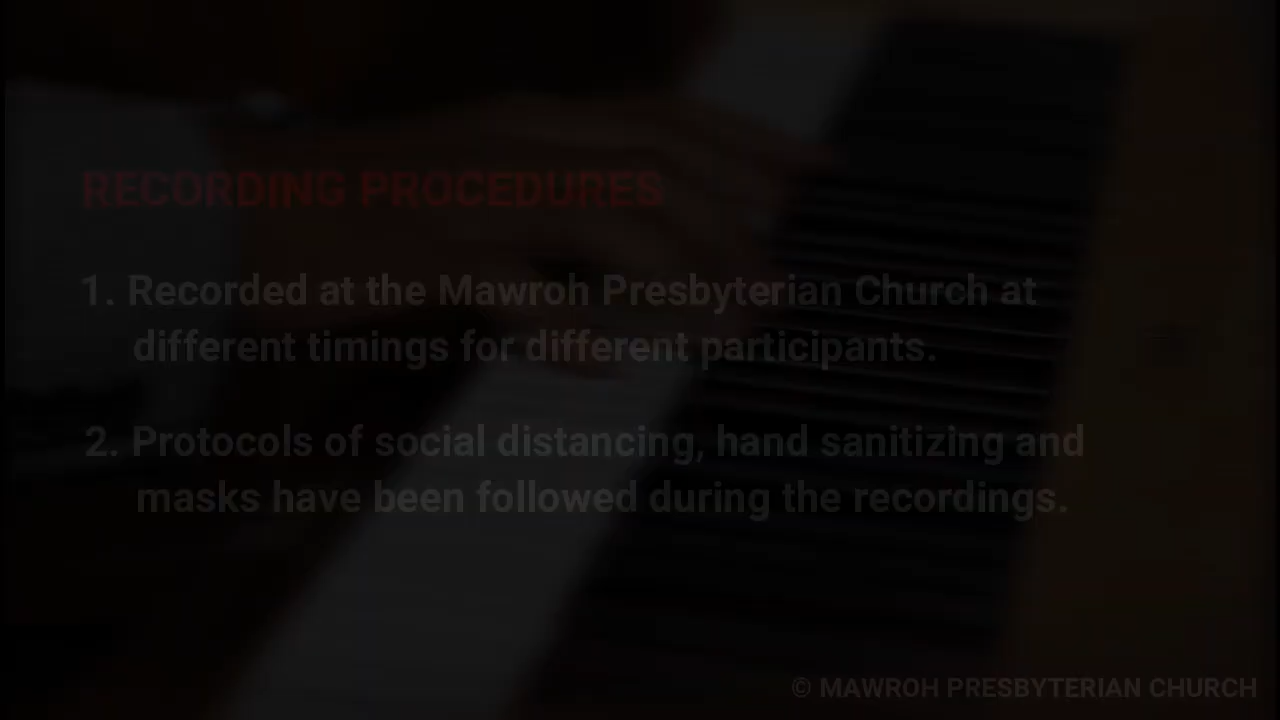 RECORDING PROCEDURES
1. Recorded at the Mawroh Presbyterian Church at
different timings for different participants.
2. Protocols of social distancing, hand sanitizing and
masks have been followed during the recordings.
© MAWROH PRESBYTERIAN CHURCH